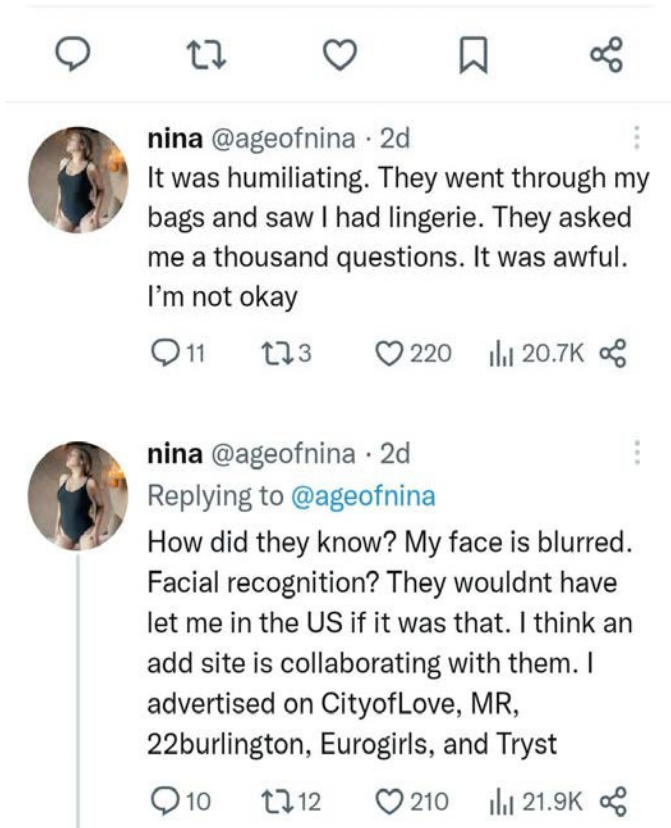 nina @ageofnina · 2d
It was humiliating. They went through my
bags and saw I had lingerie. They asked
me a thousand questions. It was awful.
I'm not okay
11 3 220 20.7K
nina @ageofnina · 2d
Replying to @ageofnina
How did they know? My face is blurred.
Facial recognition? They wouldnt have
let me in the US if it was that. I think an
add site is collaborating with them. I
advertised on CityofLove, MR,
22burlington, Eurogirls, and Tryst
10 12 210 21.9K